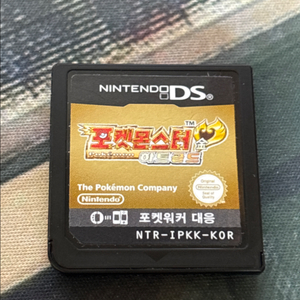 NINTENDO DS
포켓몬스터
TM
하트골드
The Pokémon Company
Nintendo
포켓워커 대응
NTR-IPKK-KOR